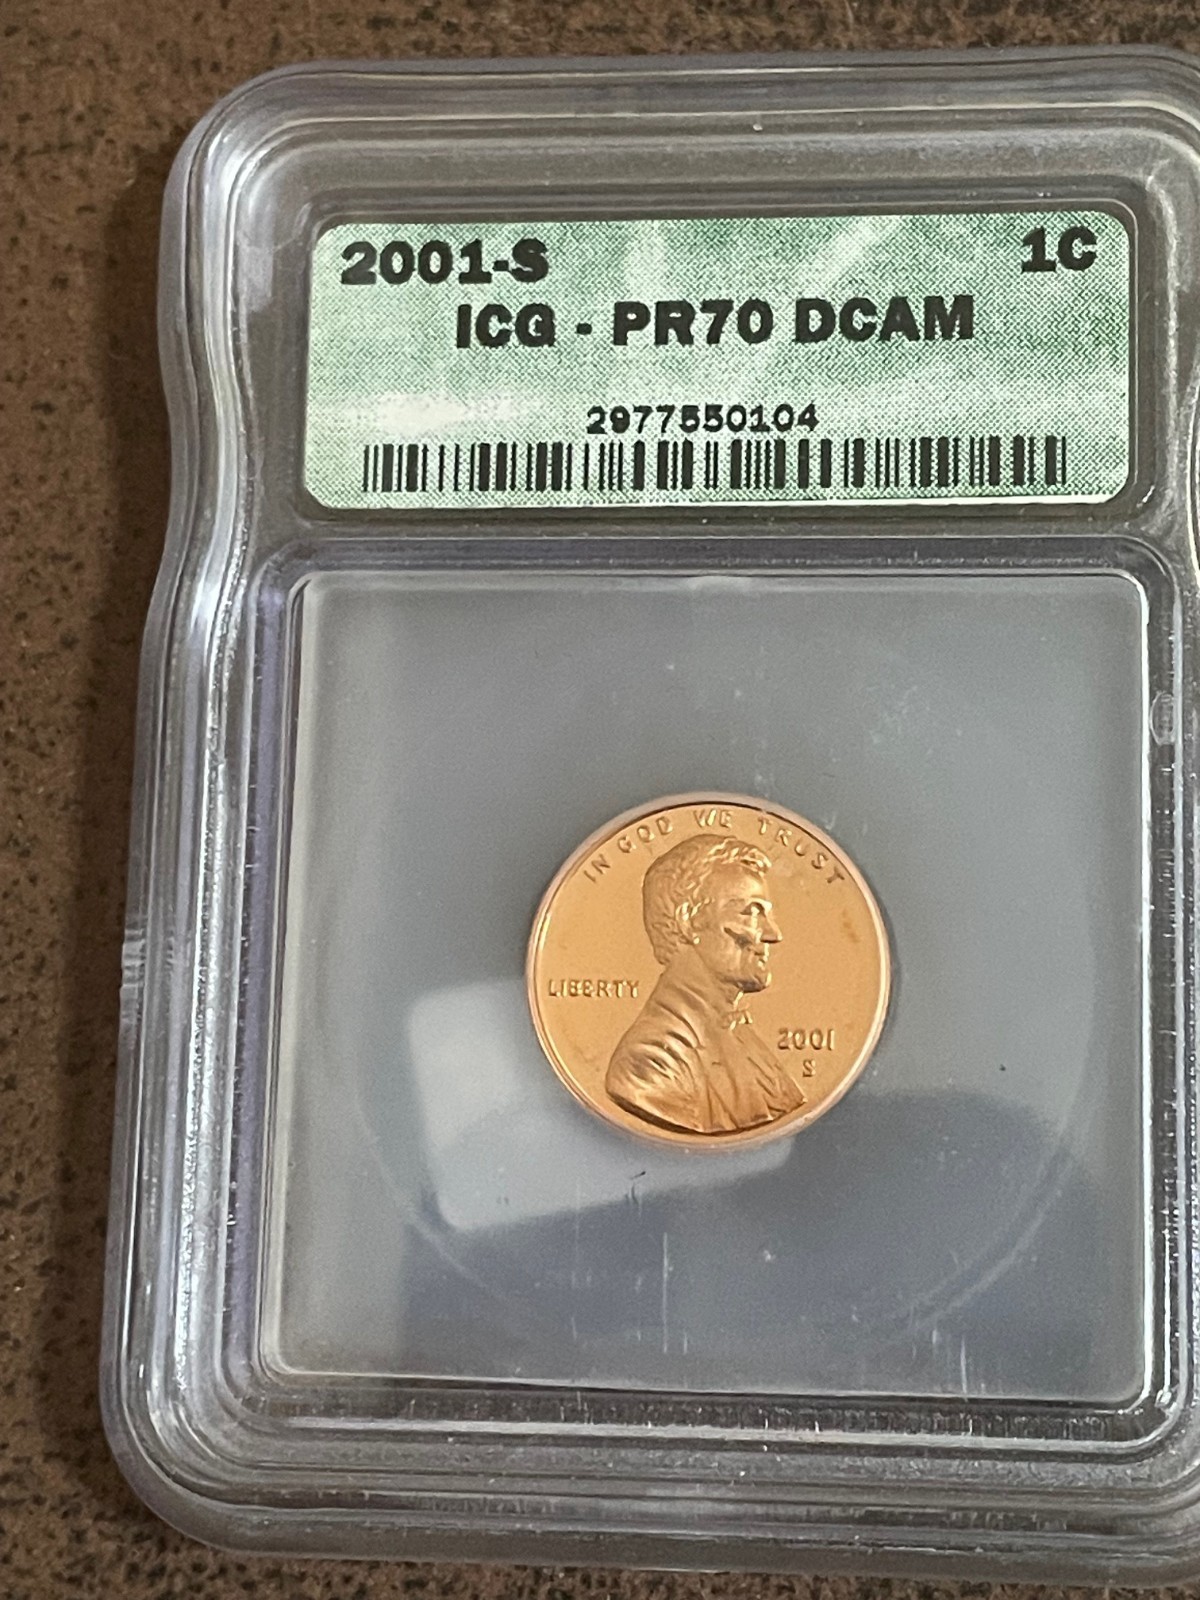 2001-S 1C
ICG - PR70 DCAM
2977550104
IN GOD WE TRUST
LIBERTY
2001
S